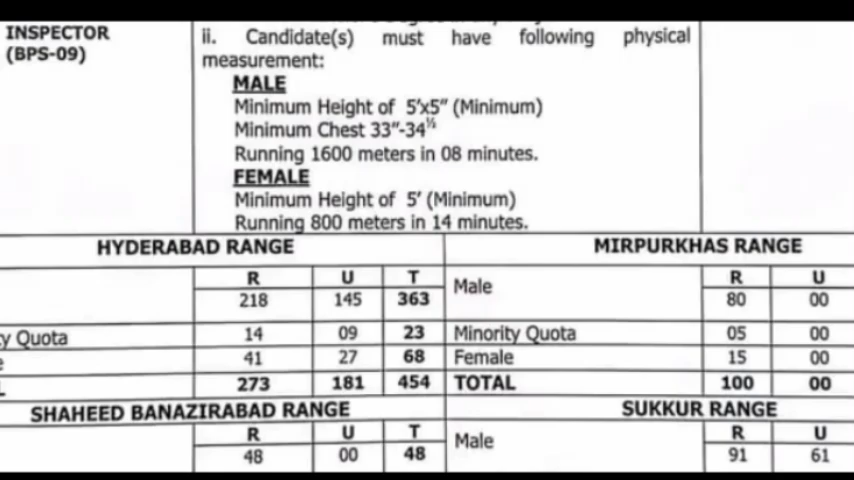 INSPECTOR
(BPS-09)
ii. Candidate(s) must have following physical
measurement:
MALE
Minimum Height of 5'x5" (Minimum)
Minimum Chest 33"-34½
Running 1600 meters in 08 minutes.
FEMALE
Minimum Height of 5' (Minimum)
Running 800 meters in 14 minutes.
HYDERABAD RANGE MIRPURKHAS RANGE
R U T Male R U
218 145 363 80 00
y Quota 14 09 23 Minority Quota 05 00
e 41 27 68 Female 15 00
L 273 181 454 TOTAL 100 00
SHAHEED BANAZIRABAD RANGE SUKKUR RANGE
R U T Male R U
48 00 48 91 61